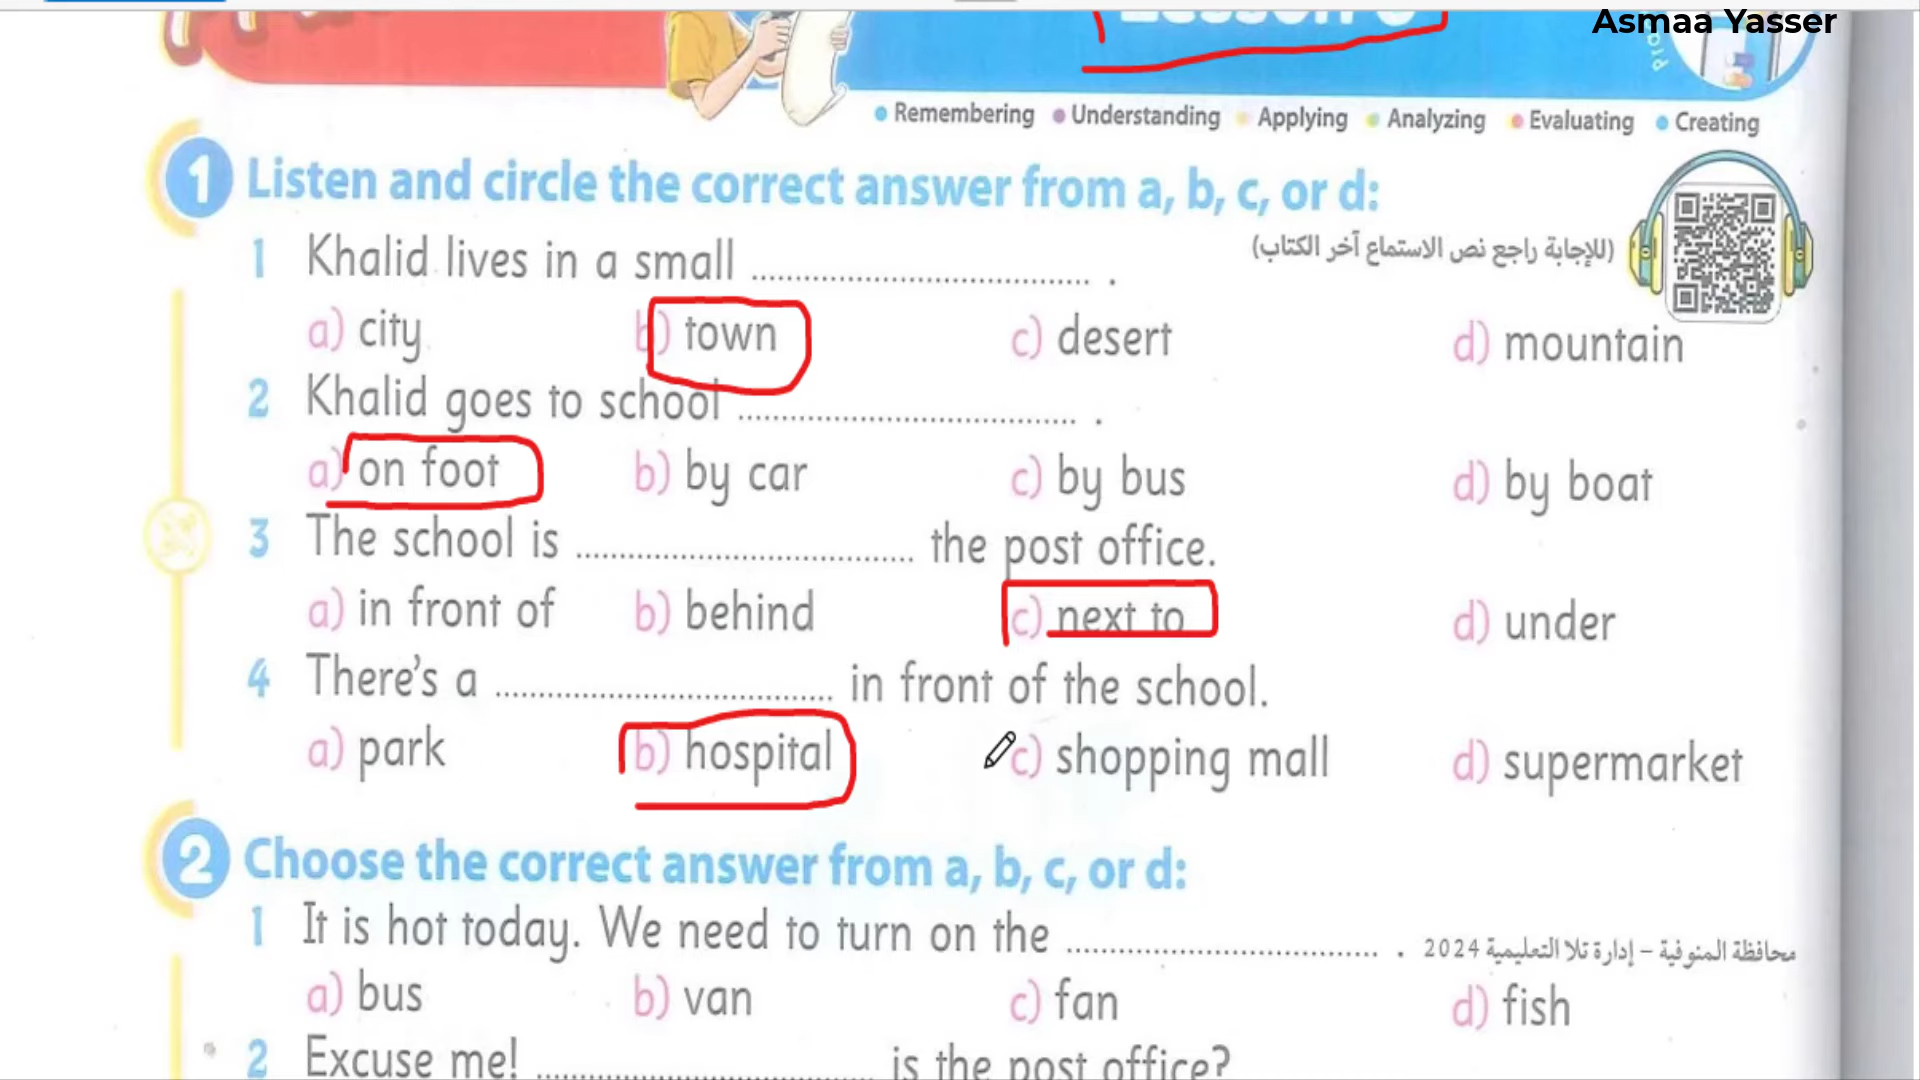 Asmaa Yasser
Remembering Understanding Applying Analyzing Evaluating Creating
1 Listen and circle the correct answer from a, b, c, or d:
(للإجابة راجع نص الاستماع آخر الكتاب)
1 Khalid lives in a small .................................... .
a) city b) town c) desert d) mountain
2 Khalid goes to school .................................... .
a) on foot b) by car c) by bus d) by boat
3 The school is .................................... the post office.
a) in front of b) behind c) next to d) under
4 There's a .................................... in front of the school.
a) park b) hospital c) shopping mall d) supermarket
2 Choose the correct answer from a, b, c, or d:
1 It is hot today. We need to turn on the .................................... . محافظة المنوفية – إدارة تلا التعليمية 2024
a) bus b) van c) fan d) fish
2 Excuse me! .................................... is the post office?